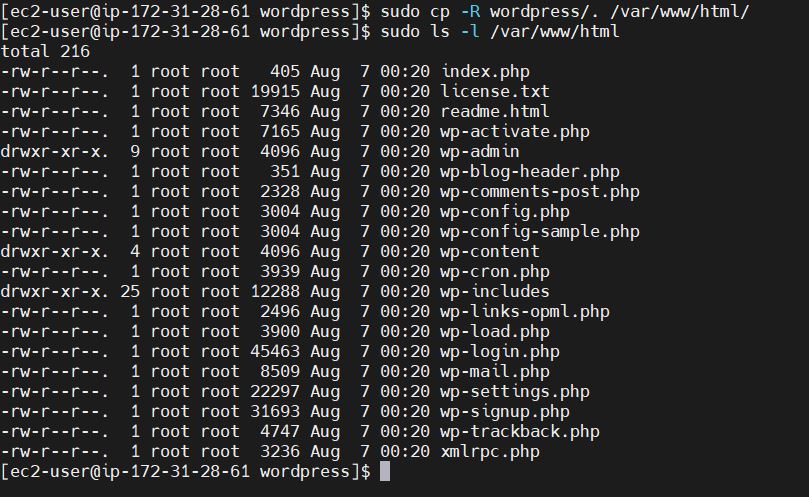 [ec2-user@ip-172-31-28-61 wordpress]$ sudo cp -R wordpress/. /var/www/html/
[ec2-user@ip-172-31-28-61 wordpress]$ sudo ls -l /var/www/html
total 216
-rw-r--r--.  1 root root   405 Aug  7 00:20 index.php
-rw-r--r--.  1 root root 19915 Aug  7 00:20 license.txt
-rw-r--r--.  1 root root  7346 Aug  7 00:20 readme.html
-rw-r--r--.  1 root root  7165 Aug  7 00:20 wp-activate.php
drwxr-xr-x.  9 root root  4096 Aug  7 00:20 wp-admin
-rw-r--r--.  1 root root   351 Aug  7 00:20 wp-blog-header.php
-rw-r--r--.  1 root root  2328 Aug  7 00:20 wp-comments-post.php
-rw-r--r--.  1 root root  3004 Aug  7 00:20 wp-config.php
-rw-r--r--.  1 root root  3004 Aug  7 00:20 wp-config-sample.php
drwxr-xr-x.  4 root root  4096 Aug  7 00:20 wp-content
-rw-r--r--.  1 root root  3939 Aug  7 00:20 wp-cron.php
drwxr-xr-x. 25 root root 12288 Aug  7 00:20 wp-includes
-rw-r--r--.  1 root root  2496 Aug  7 00:20 wp-links-opml.php
-rw-r--r--.  1 root root  3900 Aug  7 00:20 wp-load.php
-rw-r--r--.  1 root root 45463 Aug  7 00:20 wp-login.php
-rw-r--r--.  1 root root  8509 Aug  7 00:20 wp-mail.php
-rw-r--r--.  1 root root 22297 Aug  7 00:20 wp-settings.php
-rw-r--r--.  1 root root 31693 Aug  7 00:20 wp-signup.php
-rw-r--r--.  1 root root  4747 Aug  7 00:20 wp-trackback.php
-rw-r--r--.  1 root root  3236 Aug  7 00:20 xmlrpc.php
[ec2-user@ip-172-31-28-61 wordpress]$